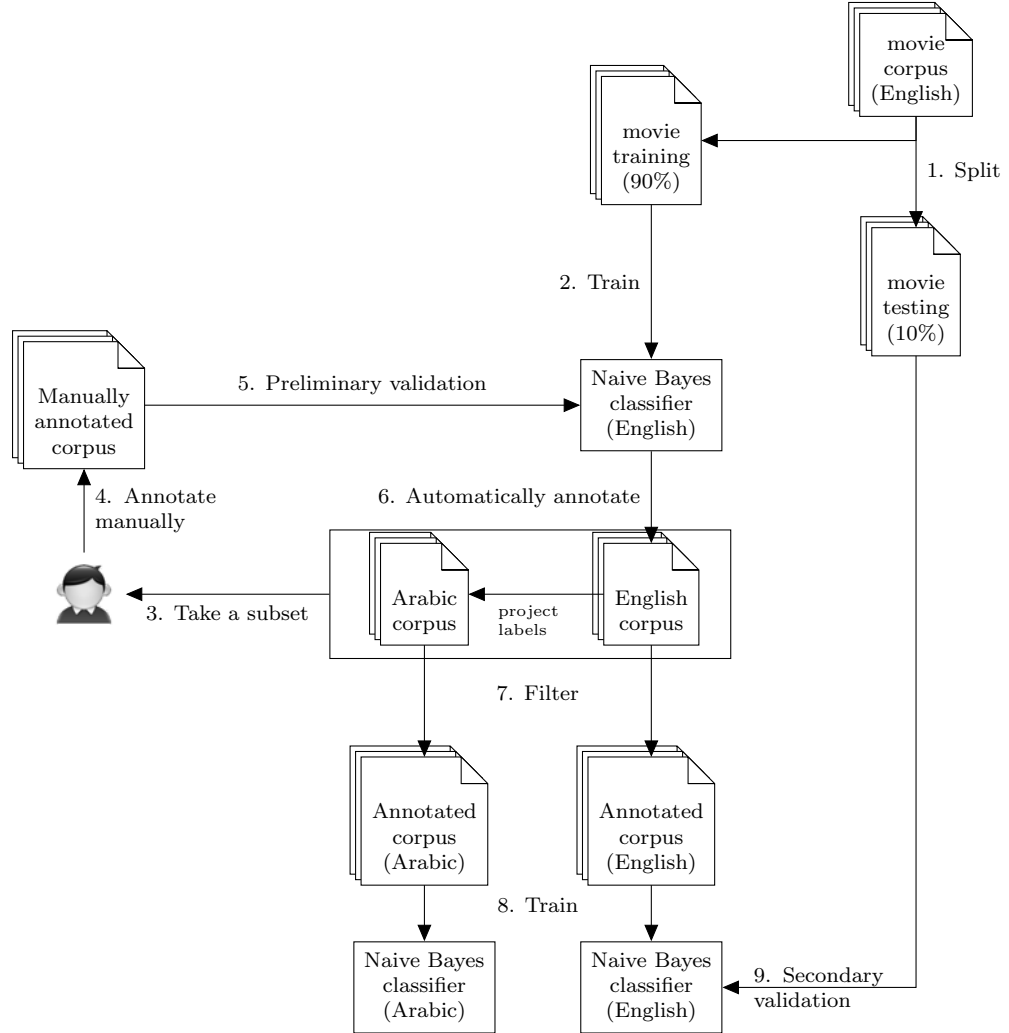 movie
corpus
(English)
movie
training
(90%)
1. Split
2. Train
movie
testing
(10%)
Manually
annotated
corpus
5. Preliminary validation
Naive Bayes
classifier
(English)
4. Annotate
manually
6. Automatically annotate
3. Take a subset
Arabic
corpus
project
labels
English
corpus
7. Filter
Annotated
corpus
(Arabic)
Annotated
corpus
(English)
8. Train
Naive Bayes
classifier
(Arabic)
Naive Bayes
classifier
(English)
9. Secondary
validation